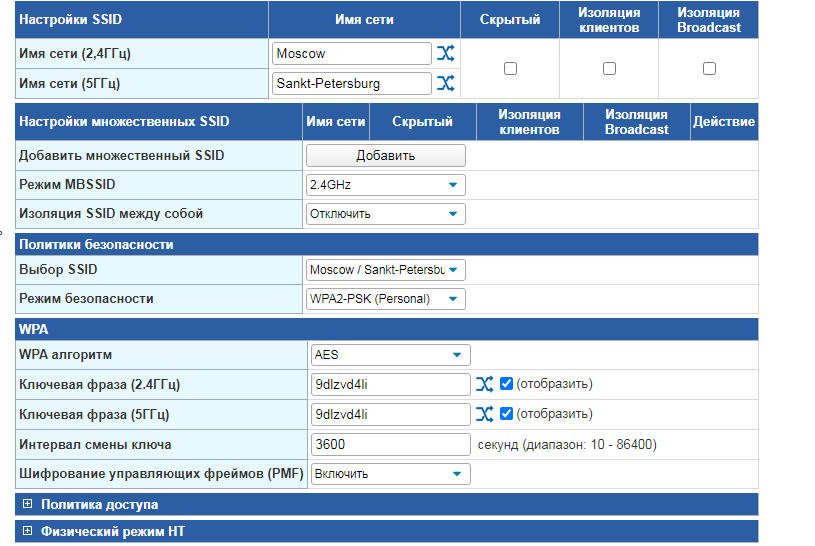 Настройки SSID Имя сети Скрытый Изоляция клиентов Изоляция Broadcast
Имя сети (2,4ГГц) Moscow
Имя сети (5ГГц) Sankt-Petersburg
Настройки множественных SSID Имя сети Скрытый Изоляция клиентов Изоляция Broadcast Действие
Добавить множественный SSID Добавить
Режим MBSSID 2.4GHz
Изоляция SSID между собой Отключить
Политики безопасности
Выбор SSID Moscow / Sankt-Petersbu
Режим безопасности WPA2-PSK (Personal)
WPA
WPA алгоритм AES
Ключевая фраза (2.4ГГц) 9dlzvd4li (отобразить)
Ключевая фраза (5ГГц) 9dlzvd4li (отобразить)
Интервал смены ключа 3600 секунд (диапазон: 10 - 86400)
Шифрование управляющих фреймов (PMF) Включить
Политика доступа
Физический режим HT